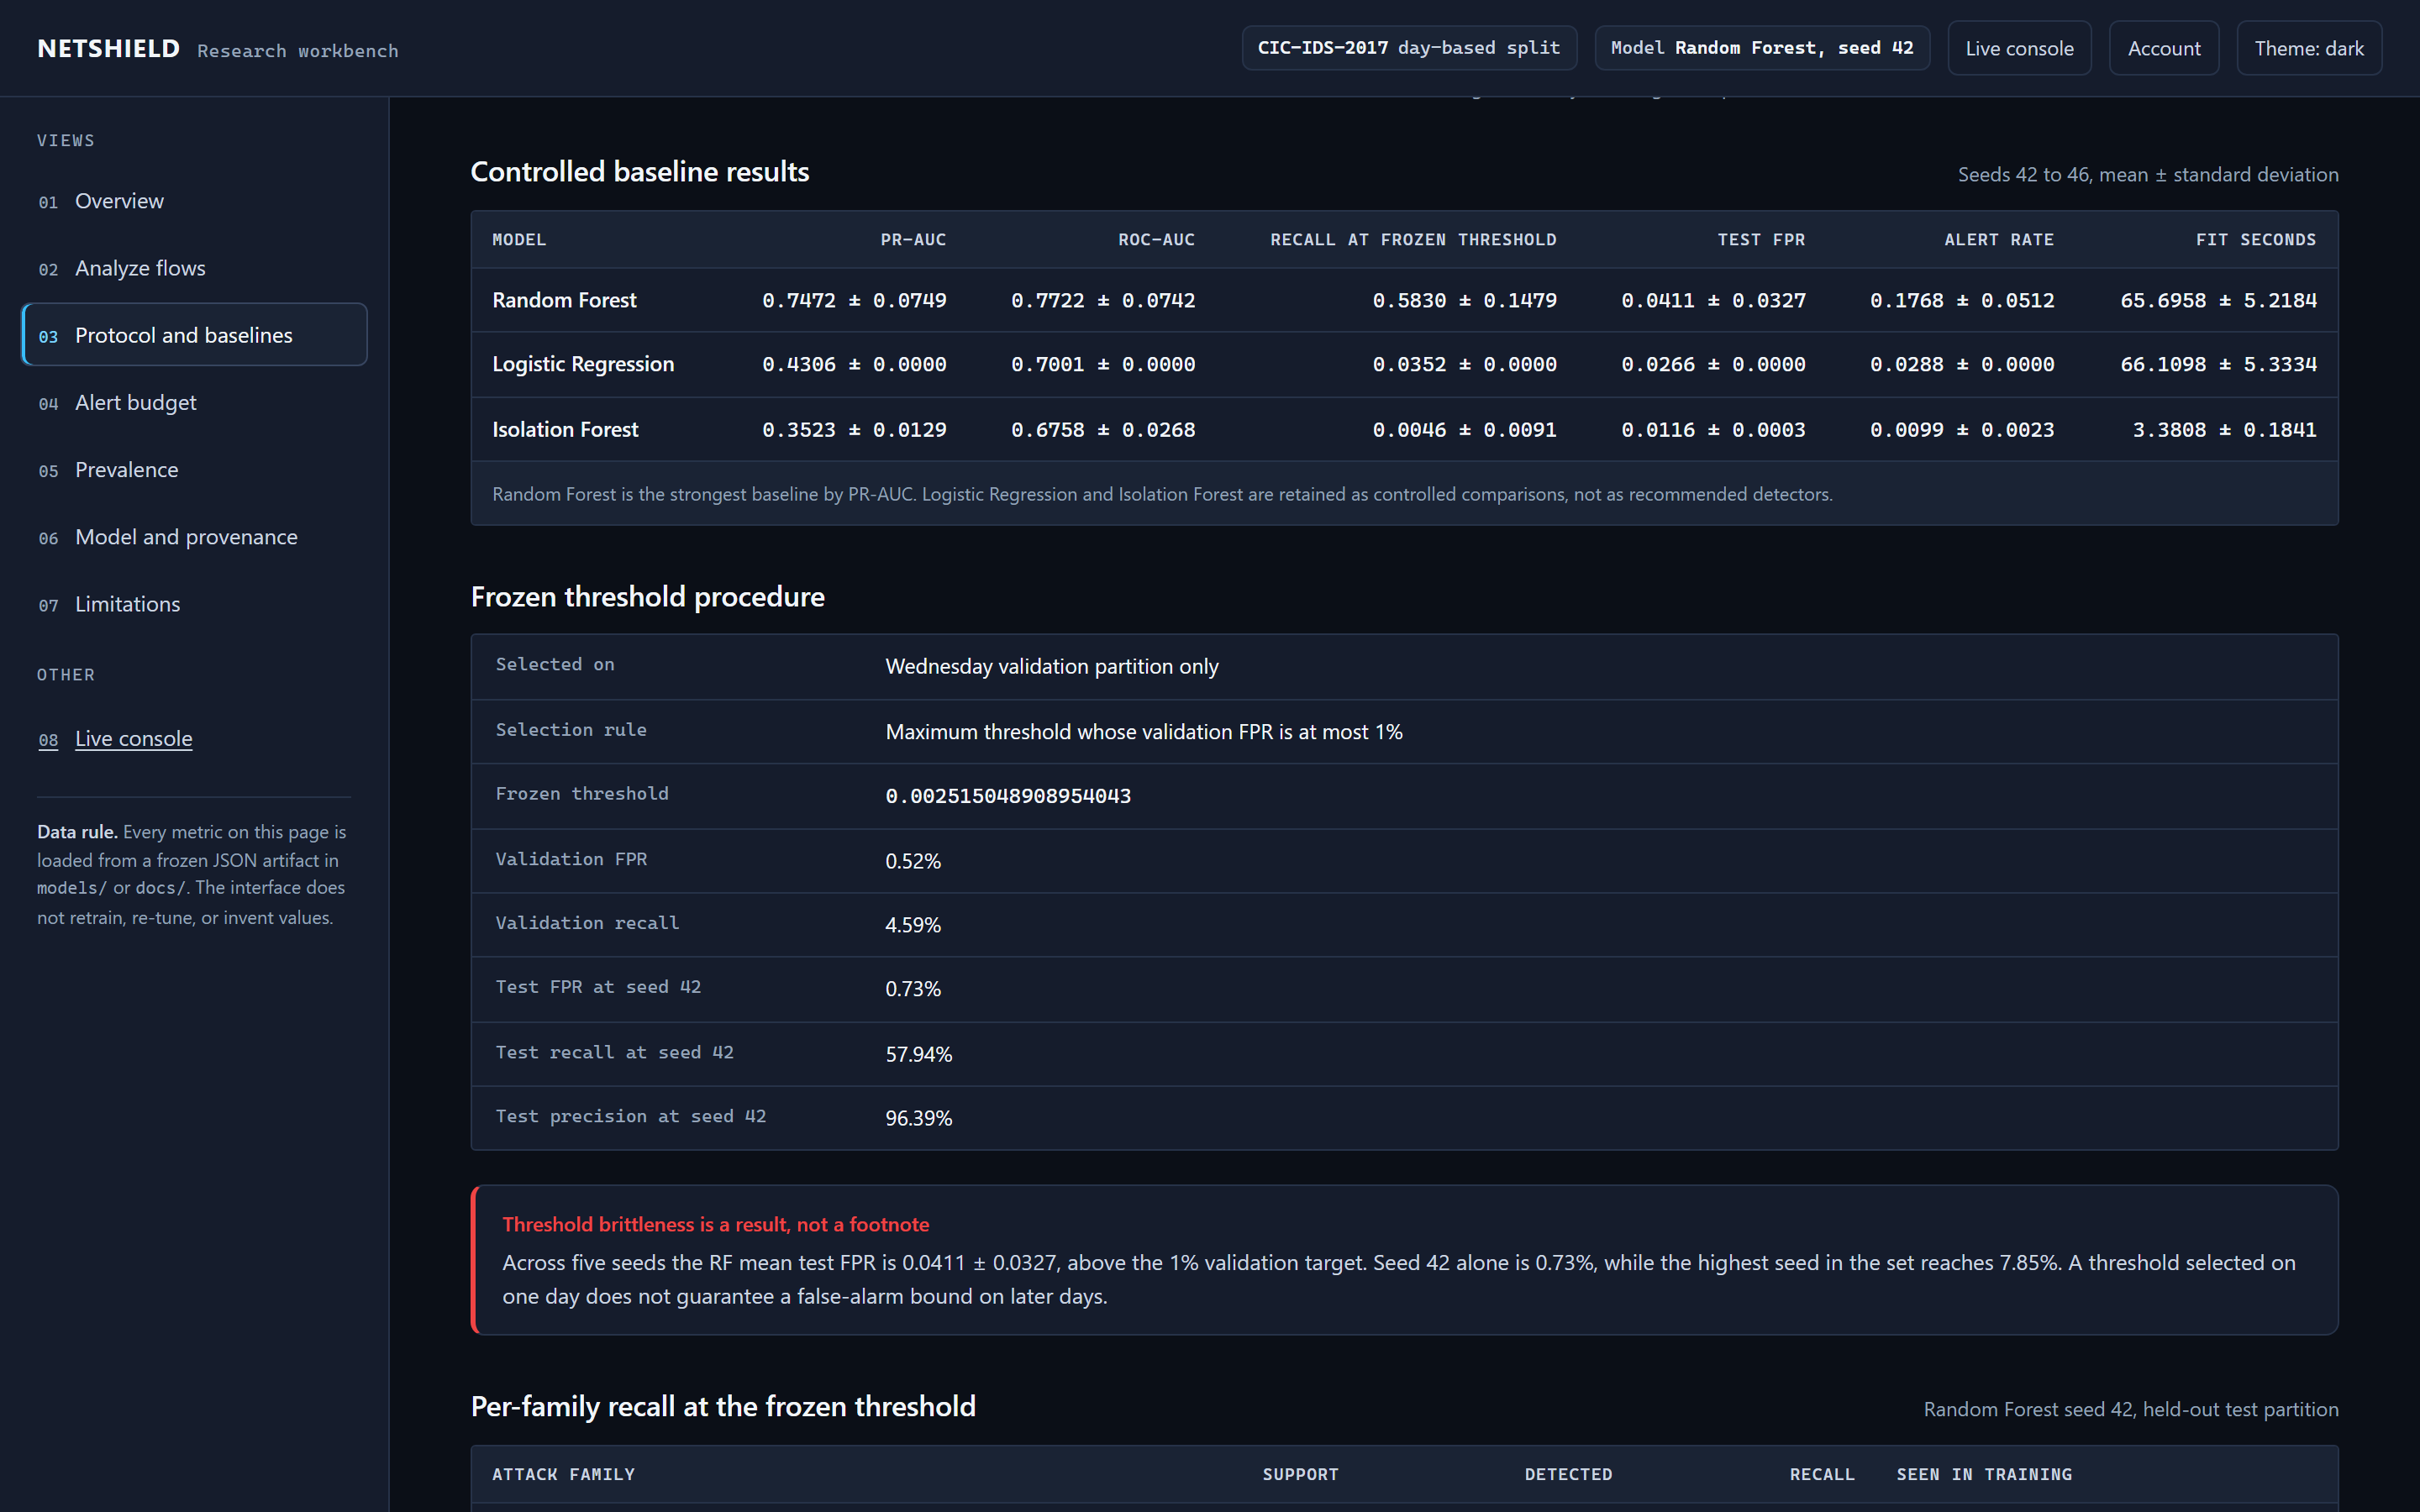 NETSHIELD Research workbench
CIC-IDS-2017 day-based split
Model Random Forest, seed 42
Live console
Account
Theme: dark
VIEWS
01 Overview
02 Analyze flows
03 Protocol and baselines
04 Alert budget
05 Prevalence
06 Model and provenance
07 Limitations
OTHER
08 Live console
Data rule. Every metric on this page is
loaded from a frozen JSON artifact in
models/ or docs/. The interface does
not retrain, re-tune, or invent values.
Controlled baseline results
Seeds 42 to 46, mean ± standard deviation
MODEL PR-AUC ROC-AUC RECALL AT FROZEN THRESHOLD TEST FPR ALERT RATE FIT SECONDS
Random Forest 0.7472 ± 0.0749 0.7722 ± 0.0742 0.5830 ± 0.1479 0.0411 ± 0.0327 0.1768 ± 0.0512 65.6958 ± 5.2184
Logistic Regression 0.4306 ± 0.0000 0.7001 ± 0.0000 0.0352 ± 0.0000 0.0266 ± 0.0000 0.0288 ± 0.0000 66.1098 ± 5.3334
Isolation Forest 0.3523 ± 0.0129 0.6758 ± 0.0268 0.0046 ± 0.0091 0.0116 ± 0.0003 0.0099 ± 0.0023 3.3808 ± 0.1841
Random Forest is the strongest baseline by PR-AUC. Logistic Regression and Isolation Forest are retained as controlled comparisons, not as recommended detectors.
Frozen threshold procedure
Selected on Wednesday validation partition only
Selection rule Maximum threshold whose validation FPR is at most 1%
Frozen threshold 0.002515048908954043
Validation FPR 0.52%
Validation recall 4.59%
Test FPR at seed 42 0.73%
Test recall at seed 42 57.94%
Test precision at seed 42 96.39%
Threshold brittleness is a result, not a footnote
Across five seeds the RF mean test FPR is 0.0411 ± 0.0327, above the 1% validation target. Seed 42 alone is 0.73%, while the highest seed in the set reaches 7.85%. A threshold selected on
one day does not guarantee a false-alarm bound on later days.
Per-family recall at the frozen threshold
Random Forest seed 42, held-out test partition
ATTACK FAMILY SUPPORT DETECTED RECALL SEEN IN TRAINING